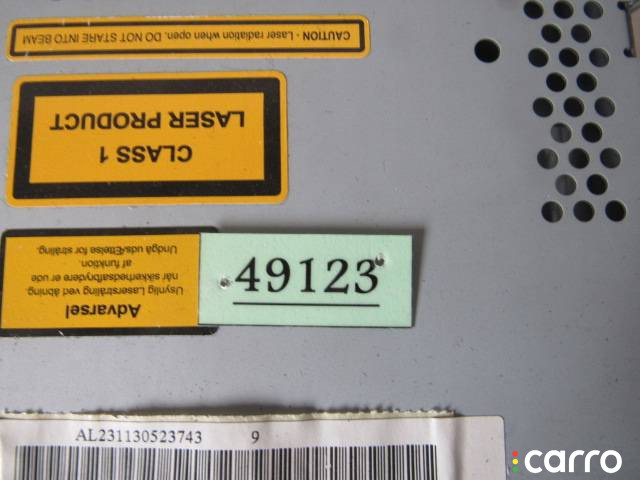 CAUTION - Laser radiation when open. DO NOT STARE INTO BEAM
CLASS 1
LASER PRODUCT
Advarsel
Usynlig Laserstråling ved åbning,
når sikkerhedsafbrydere er ude
af funktion.
Undgå udsÆttelse for stråling.
49123
AL231130523743 9
carro